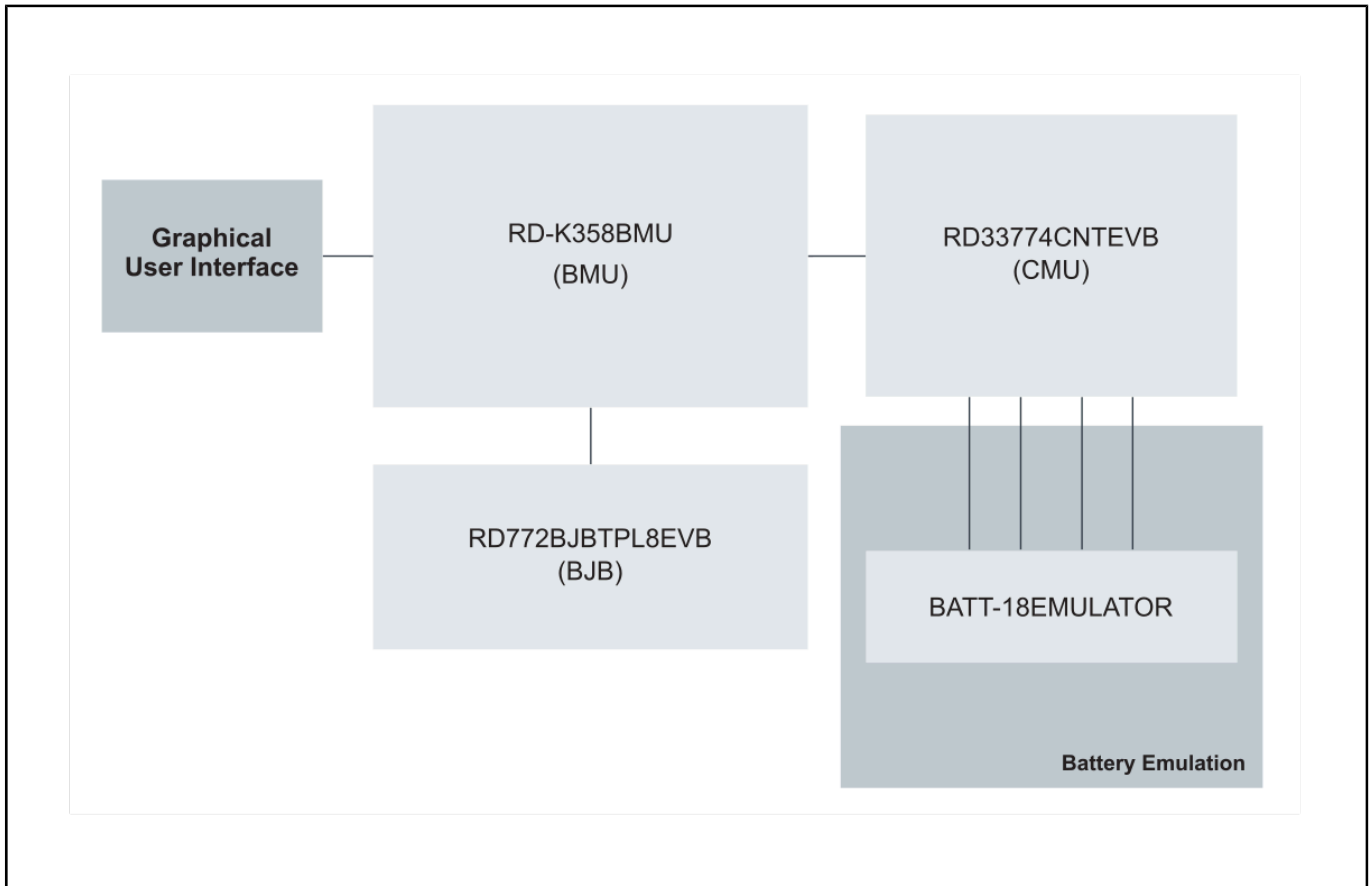 Graphical
User Interface
RD-K358BMU
(BMU)
RD33774CNTEVB
(CMU)
RD772BJBTPL8EVB
(BJB)
BATT-18EMULATOR
Battery Emulation